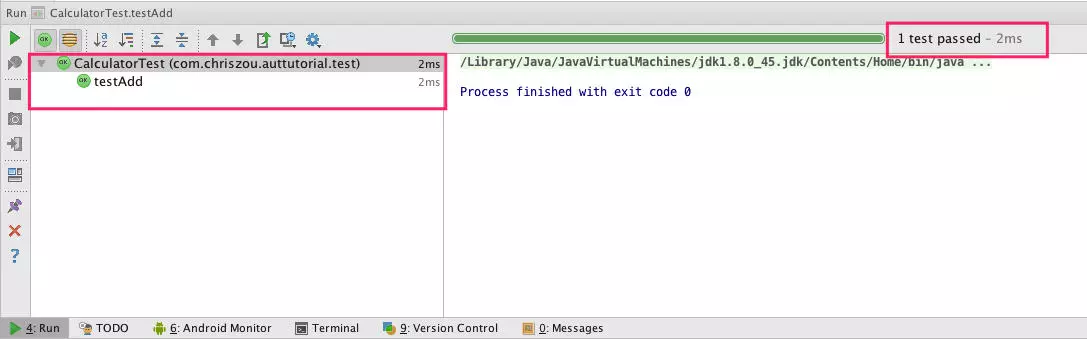 Run CalculatorTest.testAdd
1 test passed – 2ms
CalculatorTest (com.chriszou.auttutorial.test) 2ms
testAdd 2ms
/Library/Java/JavaVirtualMachines/jdk1.8.0_45.jdk/Contents/Home/bin/java ...
Process finished with exit code 0
4: Run TODO 6: Android Monitor Terminal 9: Version Control 0: Messages